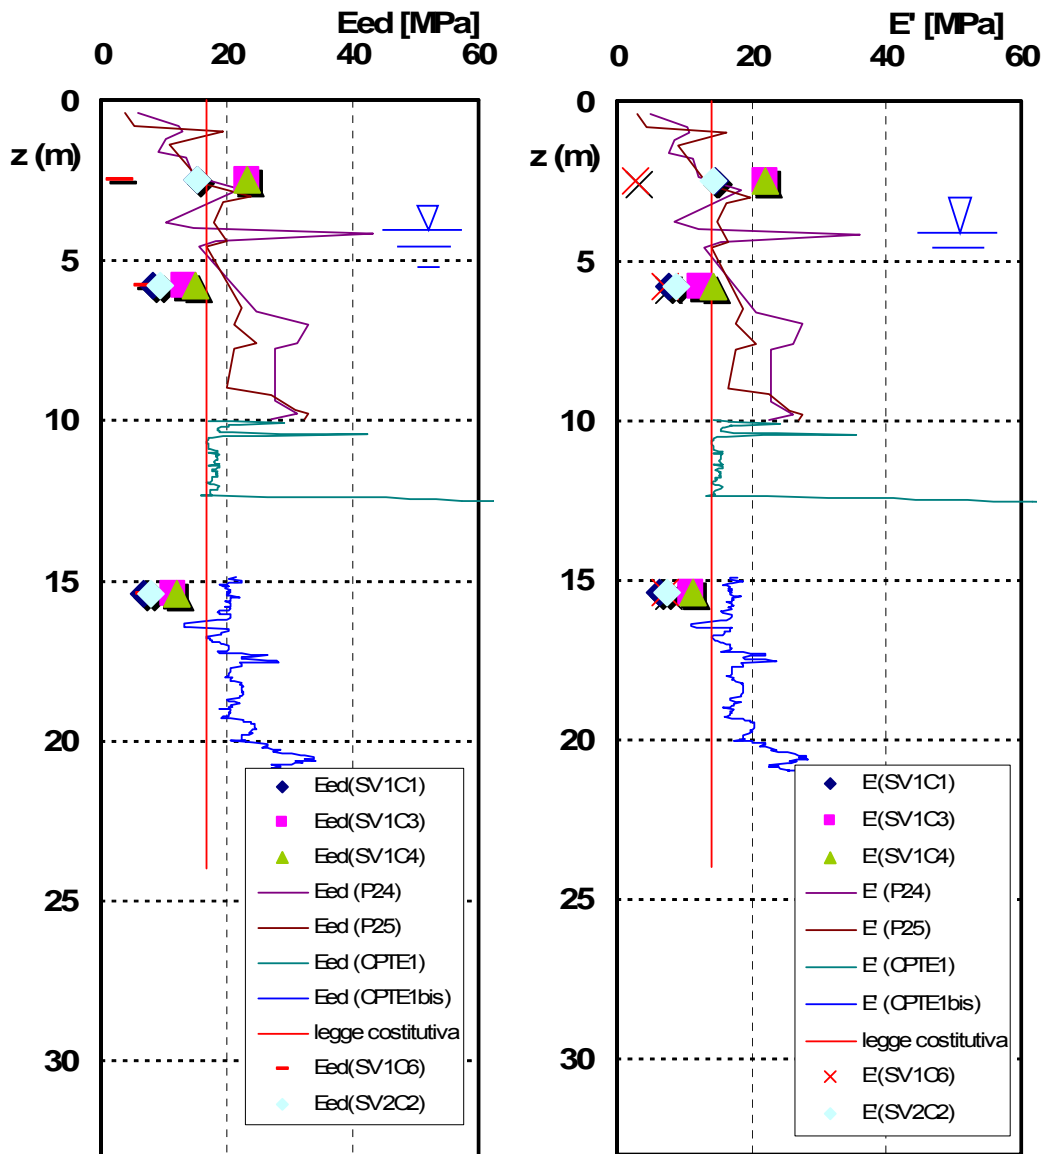 Eed [MPa]
0 20 40 60
z (m)
0
5
10
15
20
25
30
Eed(SV1C1)
Eed(SV1C3)
Eed(SV1C4)
Eed (P24)
Eed (P25)
Eed (CPTE1)
Eed (CPTE1bis)
legge costitutiva
Eed(SV1C6)
Eed(SV2C2)
E' [MPa]
0 20 40 60
z (m)
0
5
10
15
20
25
30
E'(SV1C1)
E'(SV1C3)
E'(SV1C4)
E' (P24)
E' (P25)
E' (CPTE1)
E' (CPTE1bis)
legge costitutiva
E'(SV1C6)
E'(SV2C2)